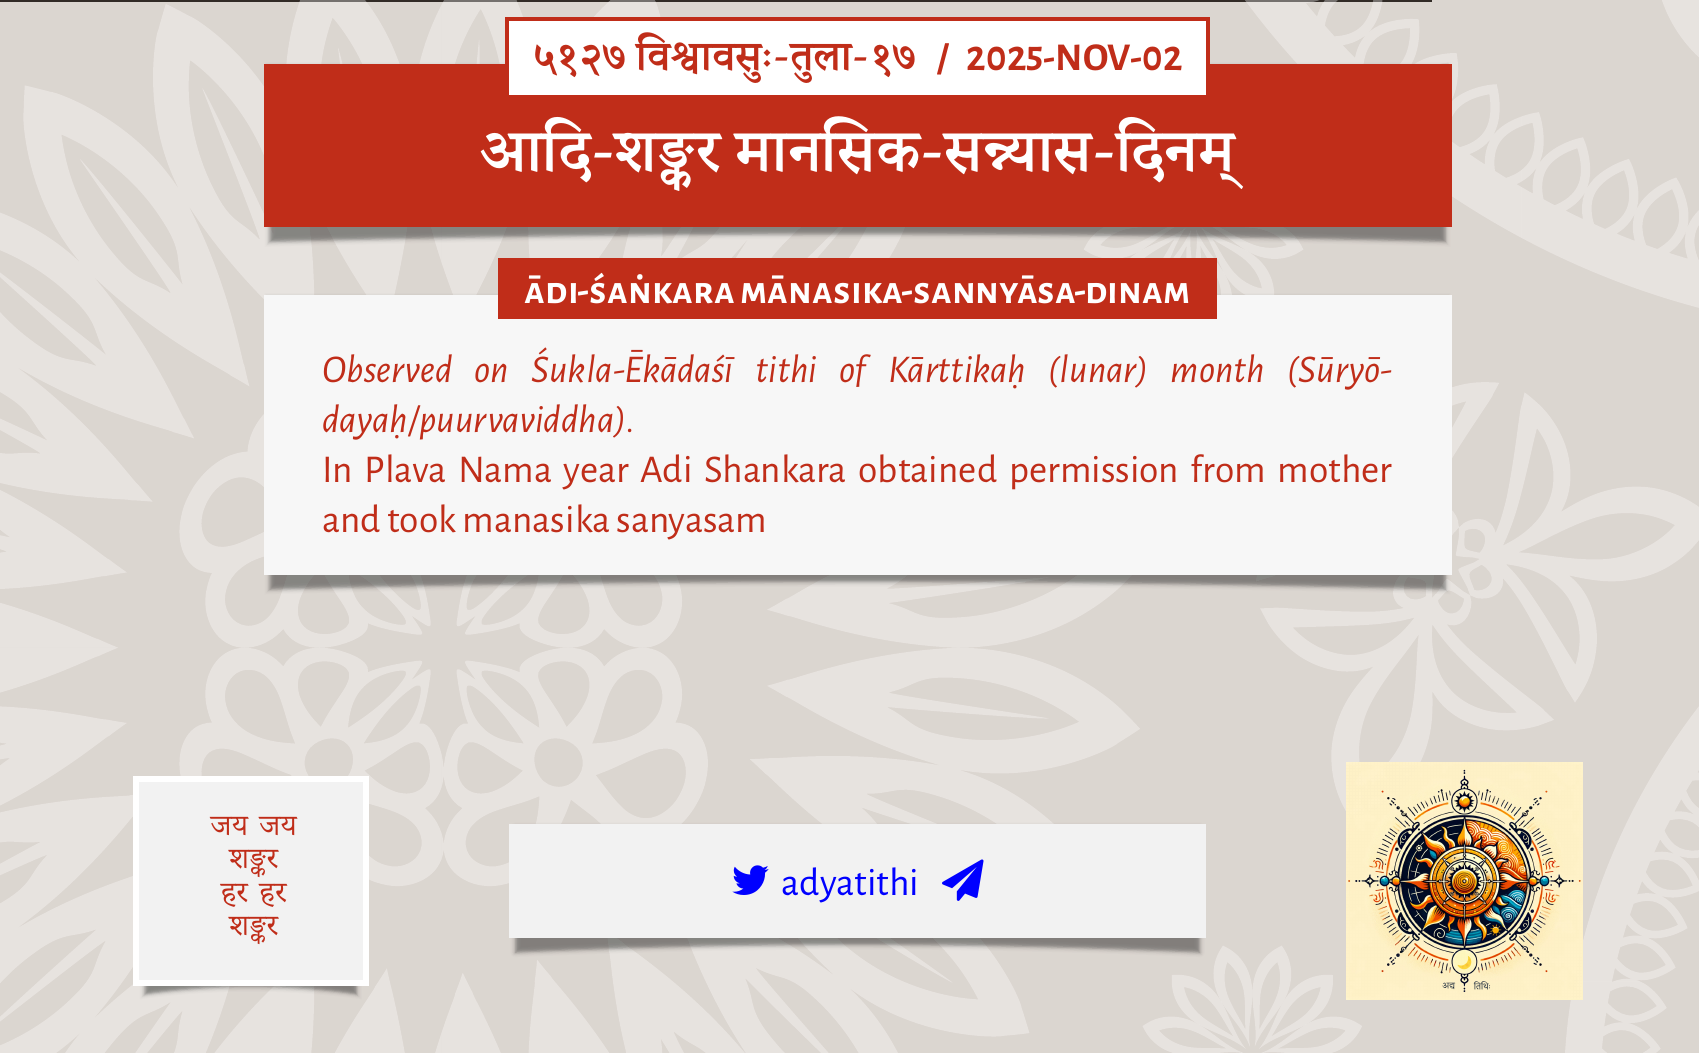 ५१२७ विश्वावसुः-तुला-१७ / 2025-NOV-02
आदि-शङ्कर मानसिक-सन्न्यास-दिनम्
ĀDI-ŚAṄKARA MĀNASIKA-SANNYĀSA-DINAM
Observed on Śukla-Ēkādaśī tithi of Kārttikaḥ (lunar) month (Sūryō-
dayaḥ/puurvaviddha).
In Plava Nama year Adi Shankara obtained permission from mother
and took manasika sanyasam
जय जय
शङ्कर
हर हर
शङ्कर
adyatithi
अद्य तिथिः